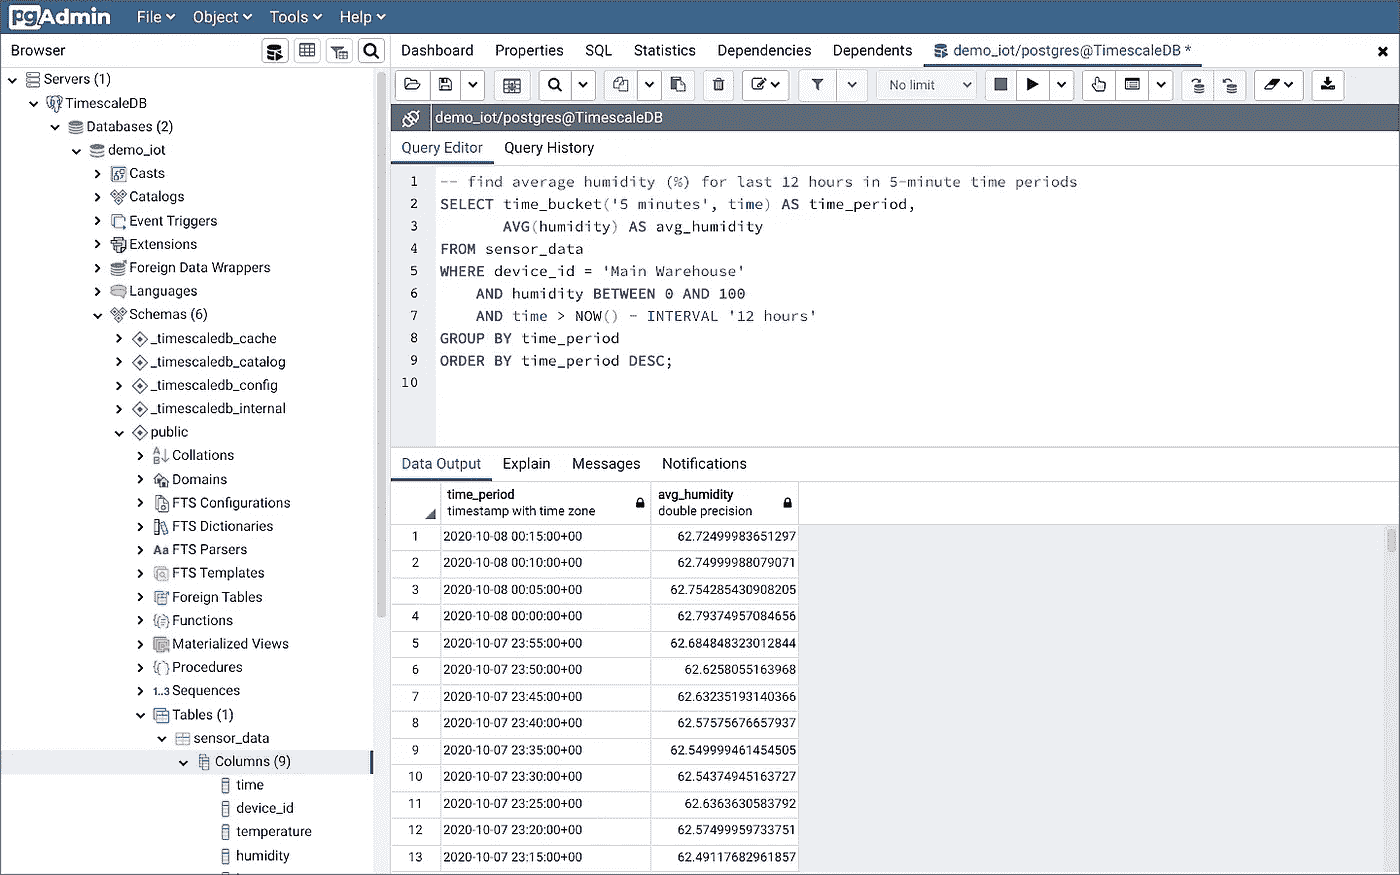 pgAdmin File Object Tools Help
Browser
Dashboard Properties SQL Statistics Dependencies Dependents demo_iot/postgres@TimescaleDB *
Servers (1)
TimescaleDB
Databases (2)
demo_iot
Casts
Catalogs
Event Triggers
Extensions
Foreign Data Wrappers
Languages
Schemas (6)
_timescaledb_cache
_timescaledb_catalog
_timescaledb_config
_timescaledb_internal
public
Collations
Domains
FTS Configurations
FTS Dictionaries
Aa FTS Parsers
FTS Templates
Foreign Tables
Functions
Materialized Views
Procedures
1..3 Sequences
Tables (1)
sensor_data
Columns (9)
time
device_id
temperature
humidity
No limit
demo_iot/postgres@TimescaleDB
Query Editor Query History
1 -- find average humidity (%) for last 12 hours in 5-minute time periods
2 SELECT time_bucket('5 minutes', time) AS time_period,
3 AVG(humidity) AS avg_humidity
4 FROM sensor_data
5 WHERE device_id = 'Main Warehouse'
6 AND humidity BETWEEN 0 AND 100
7 AND time > NOW() - INTERVAL '12 hours'
8 GROUP BY time_period
9 ORDER BY time_period DESC;
10
Data Output Explain Messages Notifications
time_period avg_humidity
timestamp with time zone double precision
1 2020-10-08 00:15:00+00 62.72499983651297
2 2020-10-08 00:10:00+00 62.74999988079071
3 2020-10-08 00:05:00+00 62.754285430908205
4 2020-10-08 00:00:00+00 62.79374957084656
5 2020-10-07 23:55:00+00 62.684848323012844
6 2020-10-07 23:50:00+00 62.6258055163968
7 2020-10-07 23:45:00+00 62.63235193140366
8 2020-10-07 23:40:00+00 62.57575676657937
9 2020-10-07 23:35:00+00 62.549999461454505
10 2020-10-07 23:30:00+00 62.54374945163727
11 2020-10-07 23:25:00+00 62.6363630583792
12 2020-10-07 23:20:00+00 62.57499959733751
13 2020-10-07 23:15:00+00 62.49117682961857